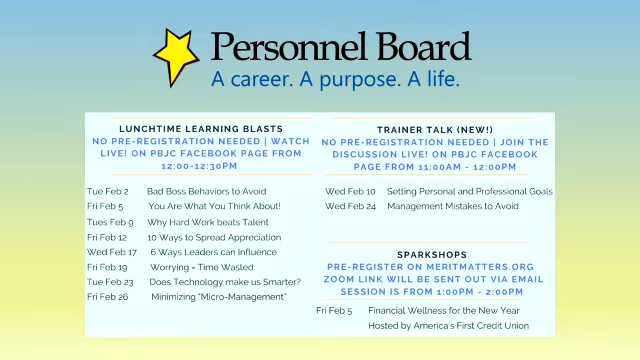 Personnel Board
A career. A purpose. A life.
LUNCHTIME LEARNING BLASTS
NO PRE-REGISTRATION NEEDED | WATCH
LIVE! ON PBJC FACEBOOK PAGE FROM
12:00-12:30PM
Tue Feb 2 Bad Boss Behaviors to Avoid
Fri Feb 5 You Are What You Think About!
Tues Feb 9 Why Hard Work beats Talent
Fri Feb 12 10 Ways to Spread Appreciation
Wed Feb 17 6 Ways Leaders can Influence
Fri Feb 19 Worrying = Time Wasted
Tue Feb 23 Does Technology make us Smarter?
Fri Feb 26 Minimizing "Micro-Management"
TRAINER TALK (NEW!)
NO PRE-REGISTRATION NEEDED | JOIN THE
DISCUSSION LIVE! ON PBJC FACEBOOK
PAGE FROM 11:00AM - 12:00PM
Wed Feb 10 Setting Personal and Professional Goals
Wed Feb 24 Management Mistakes to Avoid
SPARKSHOPS
PRE-REGISTER ON MERITMATTERS.ORG
ZOOM LINK WILL BE SENT OUT VIA EMAIL
SESSION IS FROM 1:00PM - 2:00PM
Fri Feb 5 Financial Wellness for the New Year
Hosted by America's First Credit Union